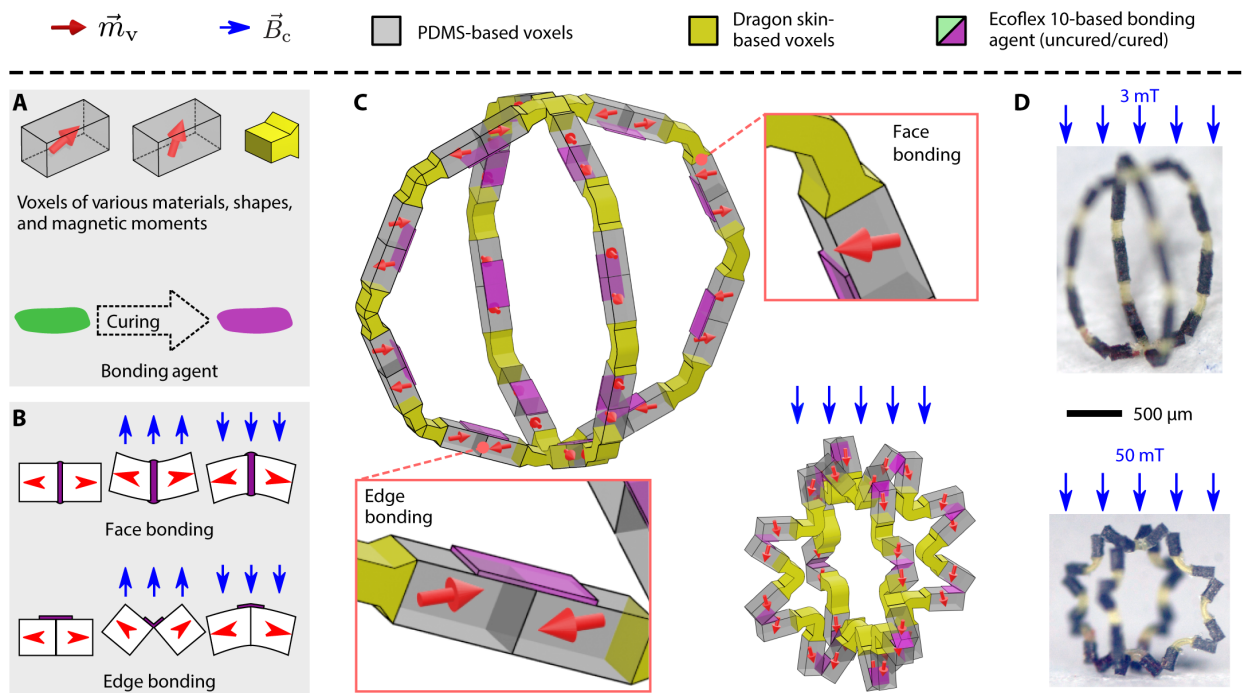 m⃗v
B⃗c
PDMS-based voxels
Dragon skin-
based voxels
Ecoflex 10-based bonding
agent (uncured/cured)
A
Voxels of various materials, shapes,
and magnetic moments
Curing
Bonding agent
B
Face bonding
Edge bonding
C
Face
bonding
Edge
bonding
D
3 mT
500 µm
50 mT